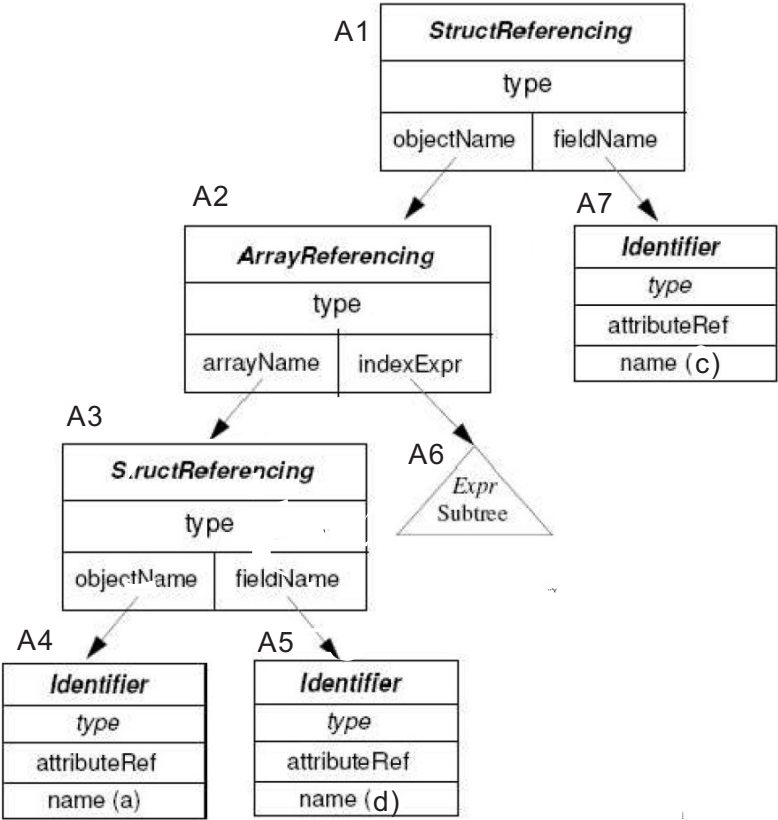 A1
StructReferencing
type
objectName fieldName
A2
ArrayReferencing
type
arrayName indexExpr
A7
Identifier
type
attributeRef
name (c)
A3
S.ructReferencing
type
objectName fieldName
A6
Expr
Subtree
A4
Identifier
type
attributeRef
name (a)
A5
Identifier
type
attributeRef
name (d)